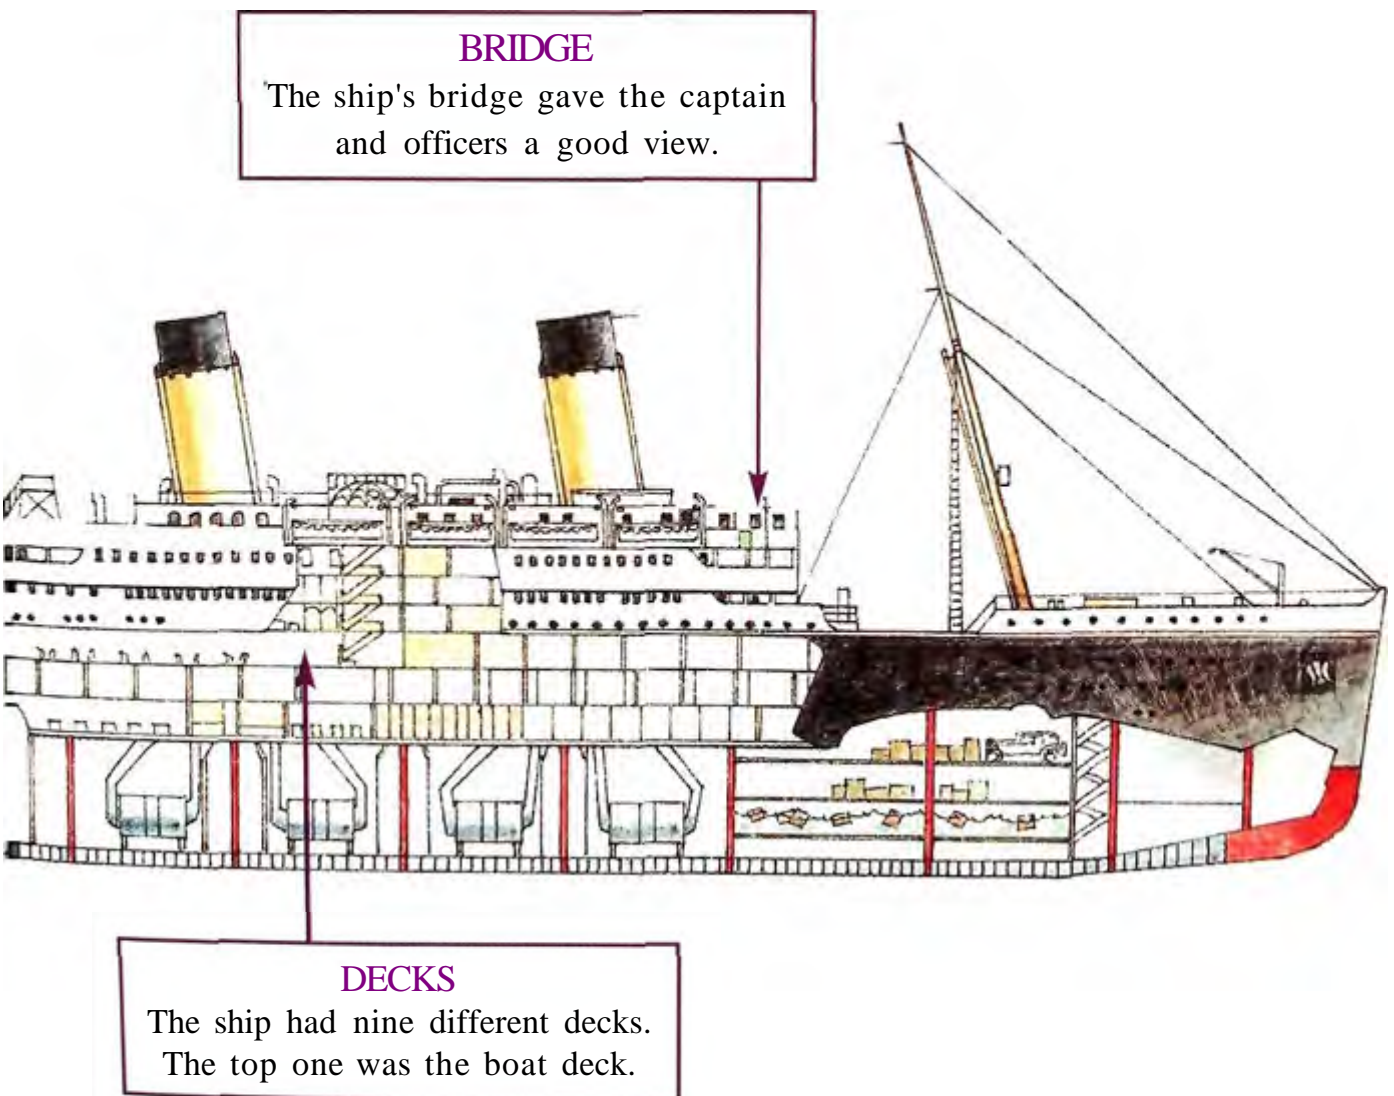 BRIDGE
The ship's bridge gave the captain
and officers a good view.
DECKS
The ship had nine different decks.
The top one was the boat deck.